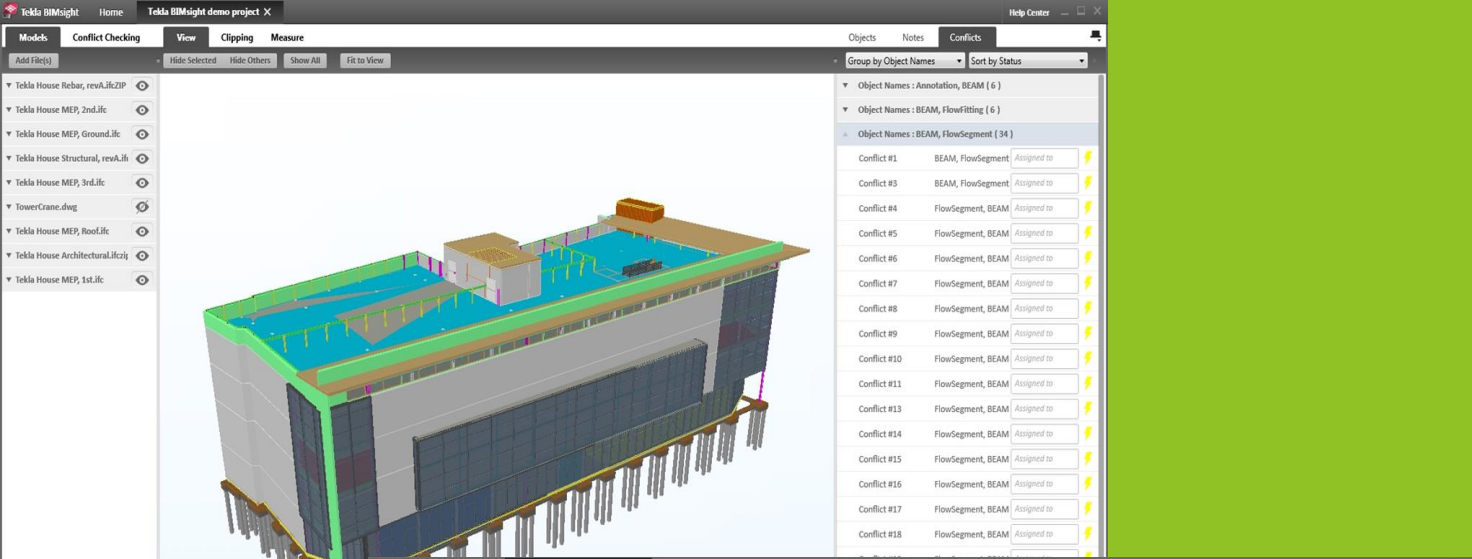 Tekla BIMsight Home Tekla BIMsight demo project X Help Center
Models Conflict Checking View Clipping Measure Objects Notes Conflicts
Add File(s) Hide Selected Hide Others Show All Fit to View Group by Object Names Sort by Status
Tekla House Rebar, revA.ifcZIP
Tekla House MEP, 2nd.ifc
Tekla House MEP, Ground.ifc
Tekla House Structural, revA.ifc
Tekla House MEP, 3rd.ifc
TowerCrane.dwg
Tekla House MEP, Roof.ifc
Tekla House Architectural.ifczip
Tekla House MEP, 1st.ifc
Object Names : Annotation, BEAM ( 6 )
Object Names : BEAM, FlowFitting ( 6 )
Object Names : BEAM, FlowSegment ( 34 )
Conflict #1 BEAM, FlowSegment Assigned to
Conflict #3 BEAM, FlowSegment Assigned to
Conflict #4 FlowSegment, BEAM Assigned to
Conflict #5 FlowSegment, BEAM Assigned to
Conflict #6 FlowSegment, BEAM Assigned to
Conflict #7 FlowSegment, BEAM Assigned to
Conflict #8 FlowSegment, BEAM Assigned to
Conflict #9 FlowSegment, BEAM Assigned to
Conflict #10 FlowSegment, BEAM Assigned to
Conflict #11 FlowSegment, BEAM Assigned to
Conflict #13 FlowSegment, BEAM Assigned to
Conflict #14 FlowSegment, BEAM Assigned to
Conflict #15 FlowSegment, BEAM Assigned to
Conflict #16 FlowSegment, BEAM Assigned to
Conflict #17 FlowSegment, BEAM Assigned to
Conflict #18 FlowSegment, BEAM Assigned to